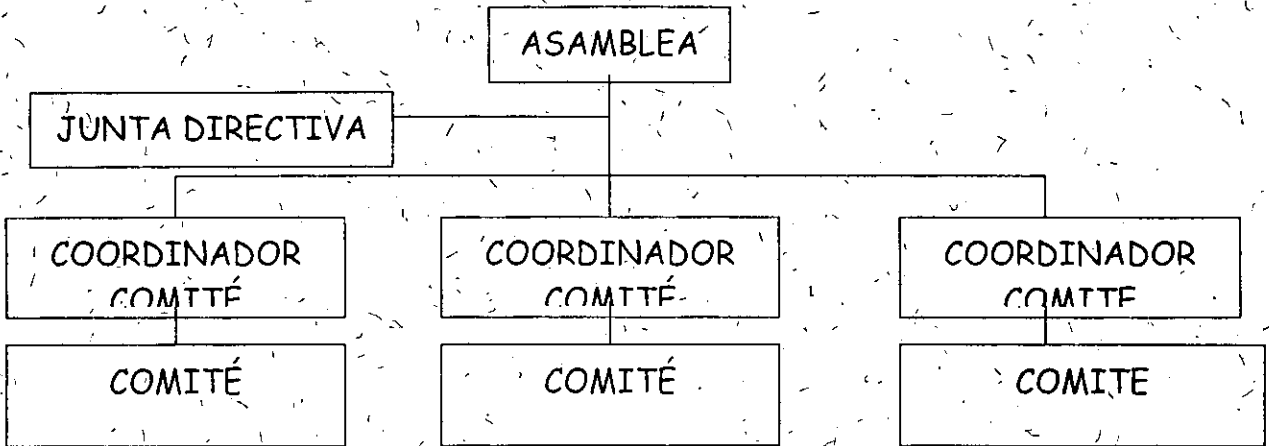 ASAMBLEA
JUNTA DIRECTIVA
COORDINADOR
COMITÉ
COORDINADOR
COMITÉ
COORDINADOR
COMITE
COMITÉ
COMITÉ
COMITE